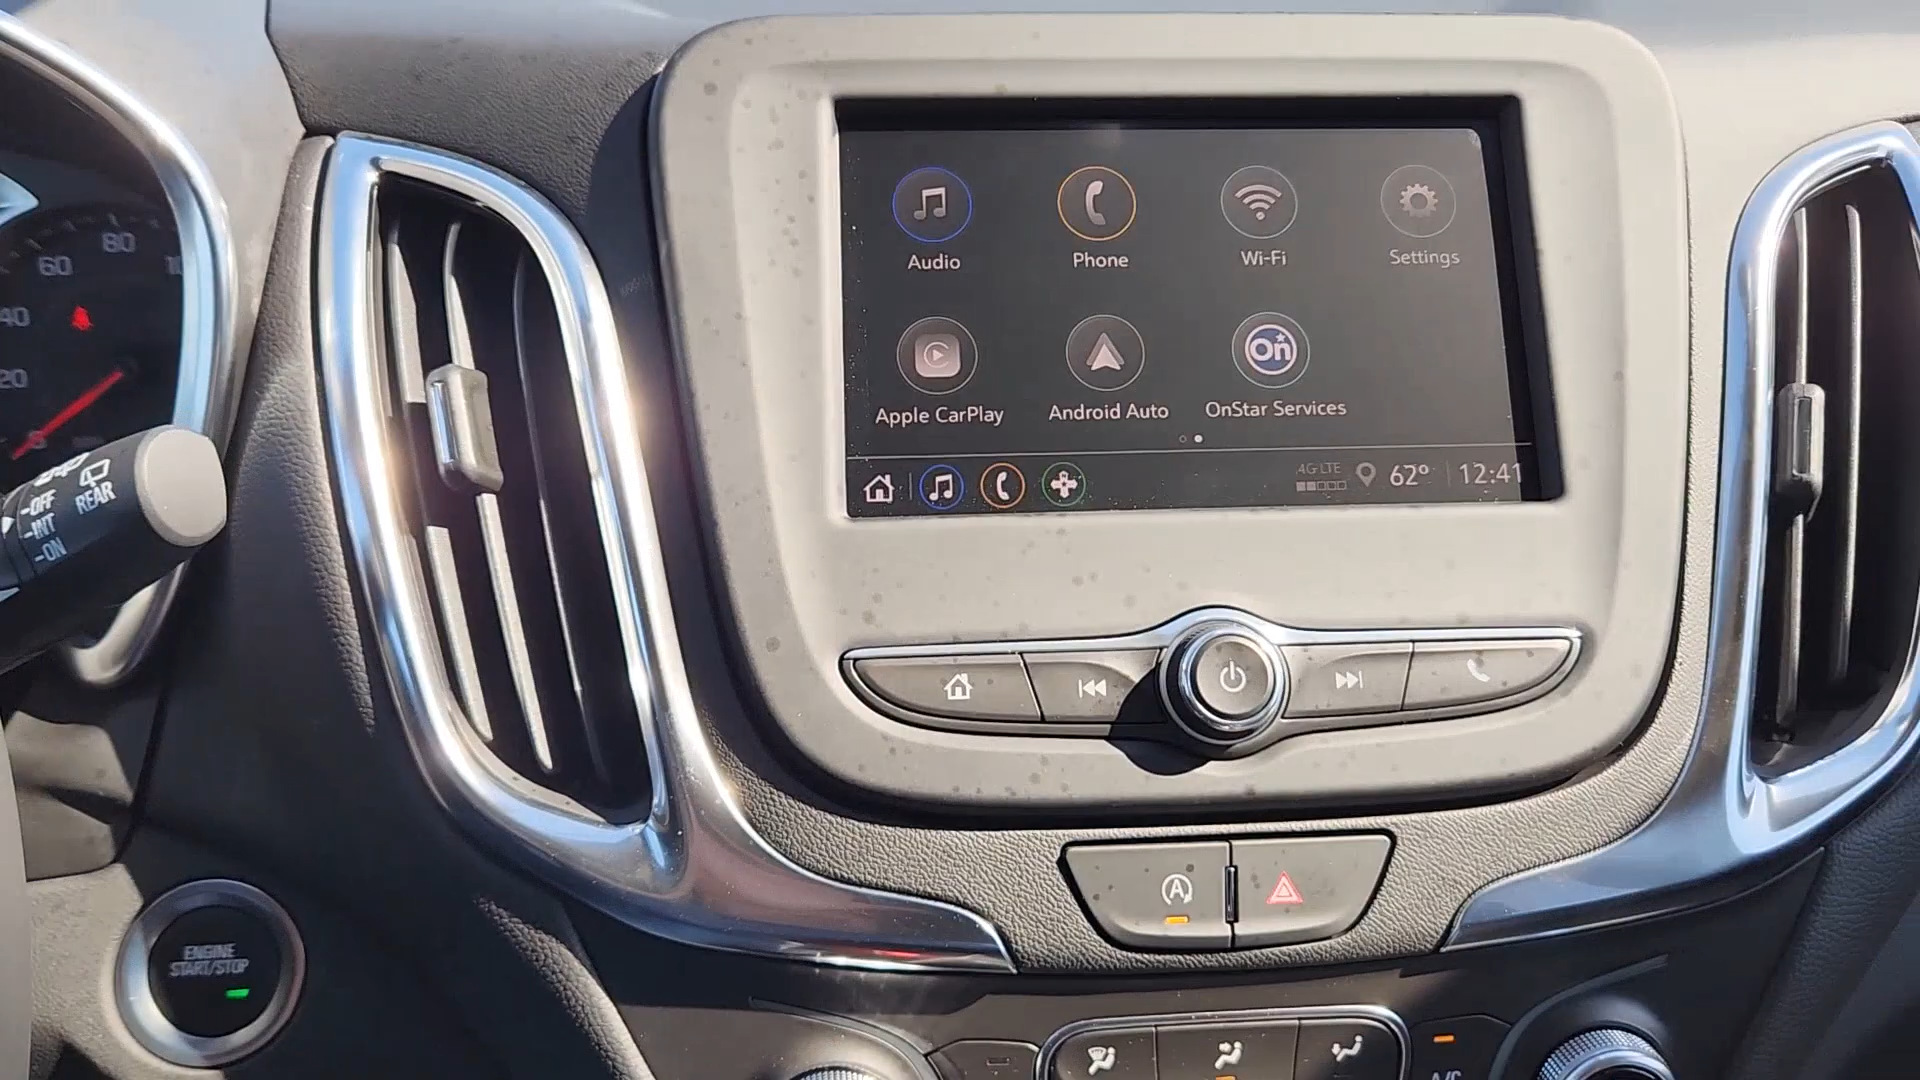 80
60
40
20
OFF
INT
ON
REAR
Audio
Phone
Wi-Fi
Settings
Apple CarPlay
Android Auto
On
OnStar Services
4G LTE
62°
12:41
A
ENGINE
START/STOP
A/C